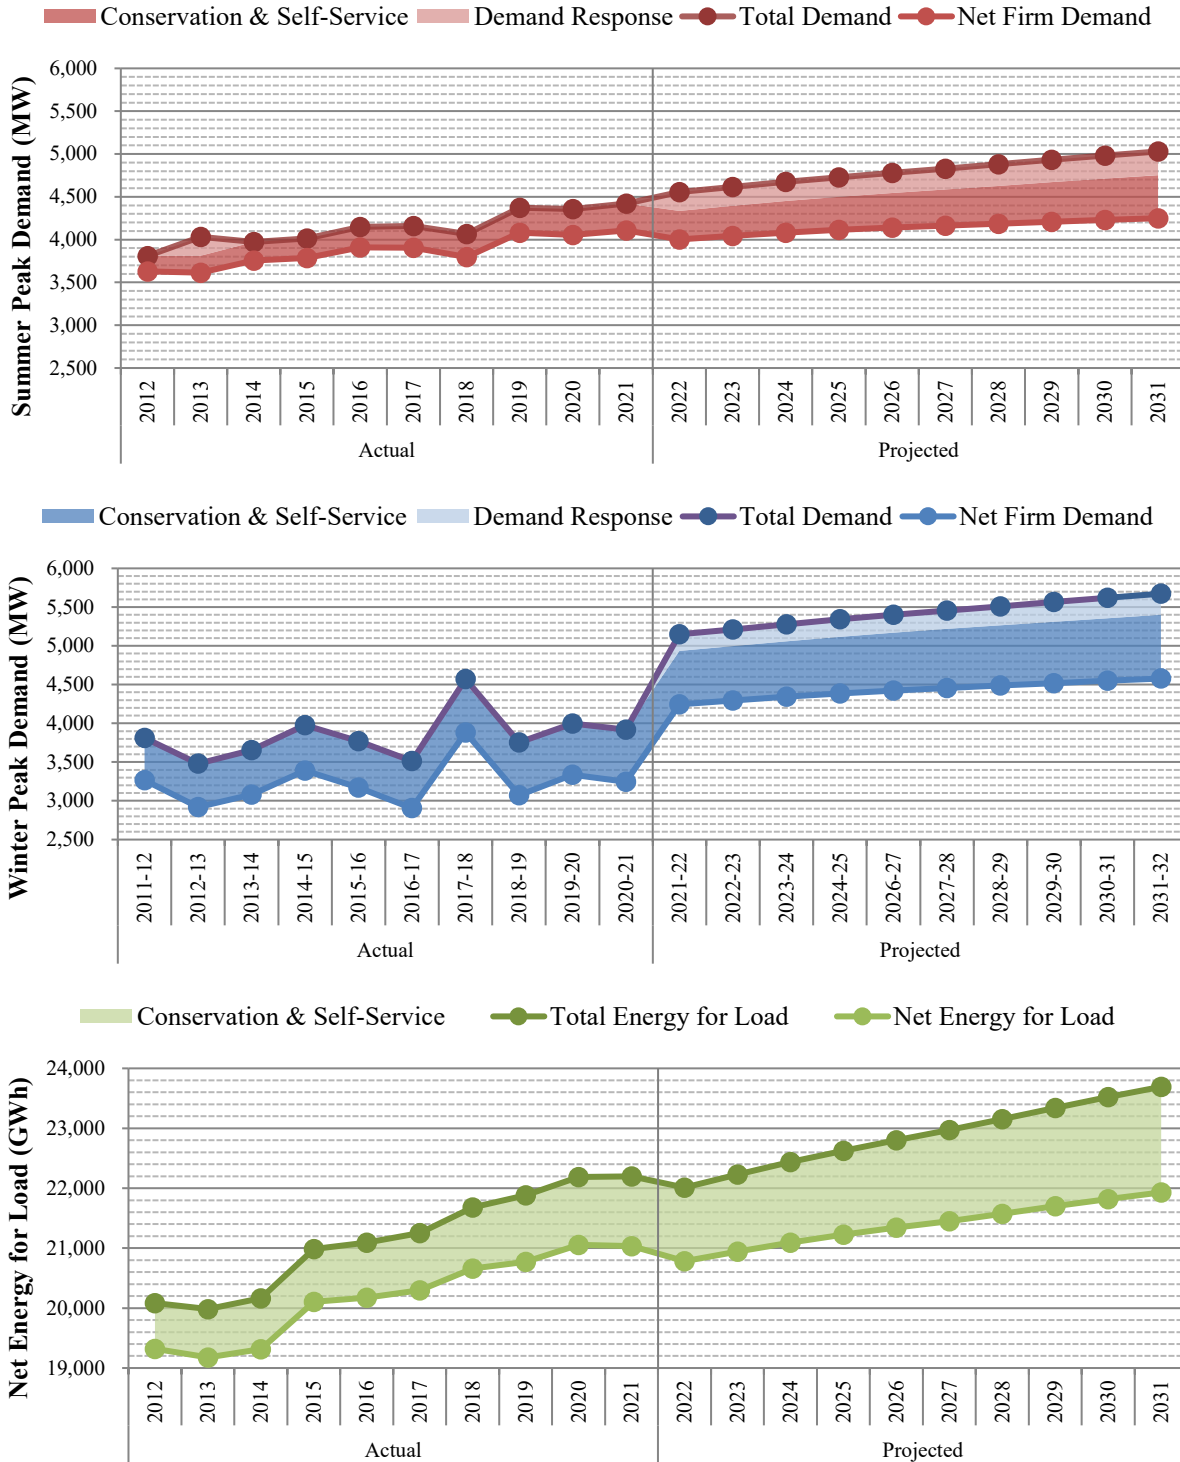 Conservation & Self-Service Demand Response Total Demand Net Firm Demand
Summer Peak Demand (MW)
6,000
5,500
5,000
4,500
4,000
3,500
3,000
2,500
2012 2013 2014 2015 2016 2017 2018 2019 2020 2021 2022 2023 2024 2025 2026 2027 2028 2029 2030 2031
Actual Projected
Conservation & Self-Service Demand Response Total Demand Net Firm Demand
Winter Peak Demand (MW)
6,000
5,500
5,000
4,500
4,000
3,500
3,000
2,500
2011-12 2012-13 2013-14 2014-15 2015-16 2016-17 2017-18 2018-19 2019-20 2020-21 2021-22 2022-23 2023-24 2024-25 2026-27 2027-28 2028-29 2029-30 2030-31 2031-32
Actual Projected
Conservation & Self-Service Total Energy for Load Net Energy for Load
Net Energy for Load (GWh)
24,000
23,000
22,000
21,000
20,000
19,000
2012 2013 2014 2015 2016 2017 2018 2019 2020 2021 2022 2023 2024 2025 2026 2027 2028 2029 2030 2031
Actual Projected